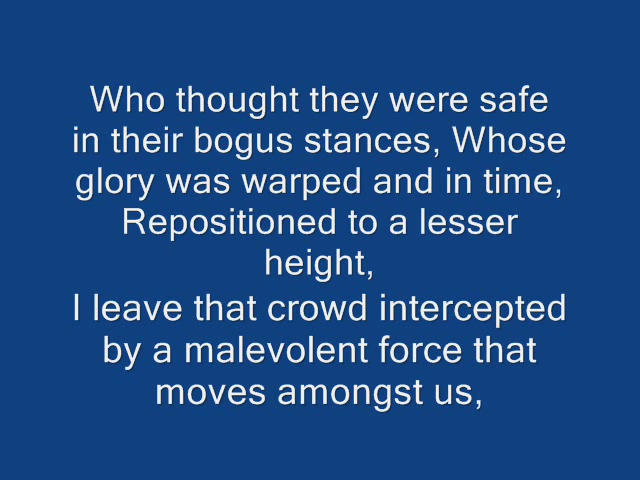 Who thought they were safe
in their bogus stances, Whose
glory was warped and in time,
Repositioned to a lesser
height,
I leave that crowd intercepted
by a malevolent force that
moves amongst us,